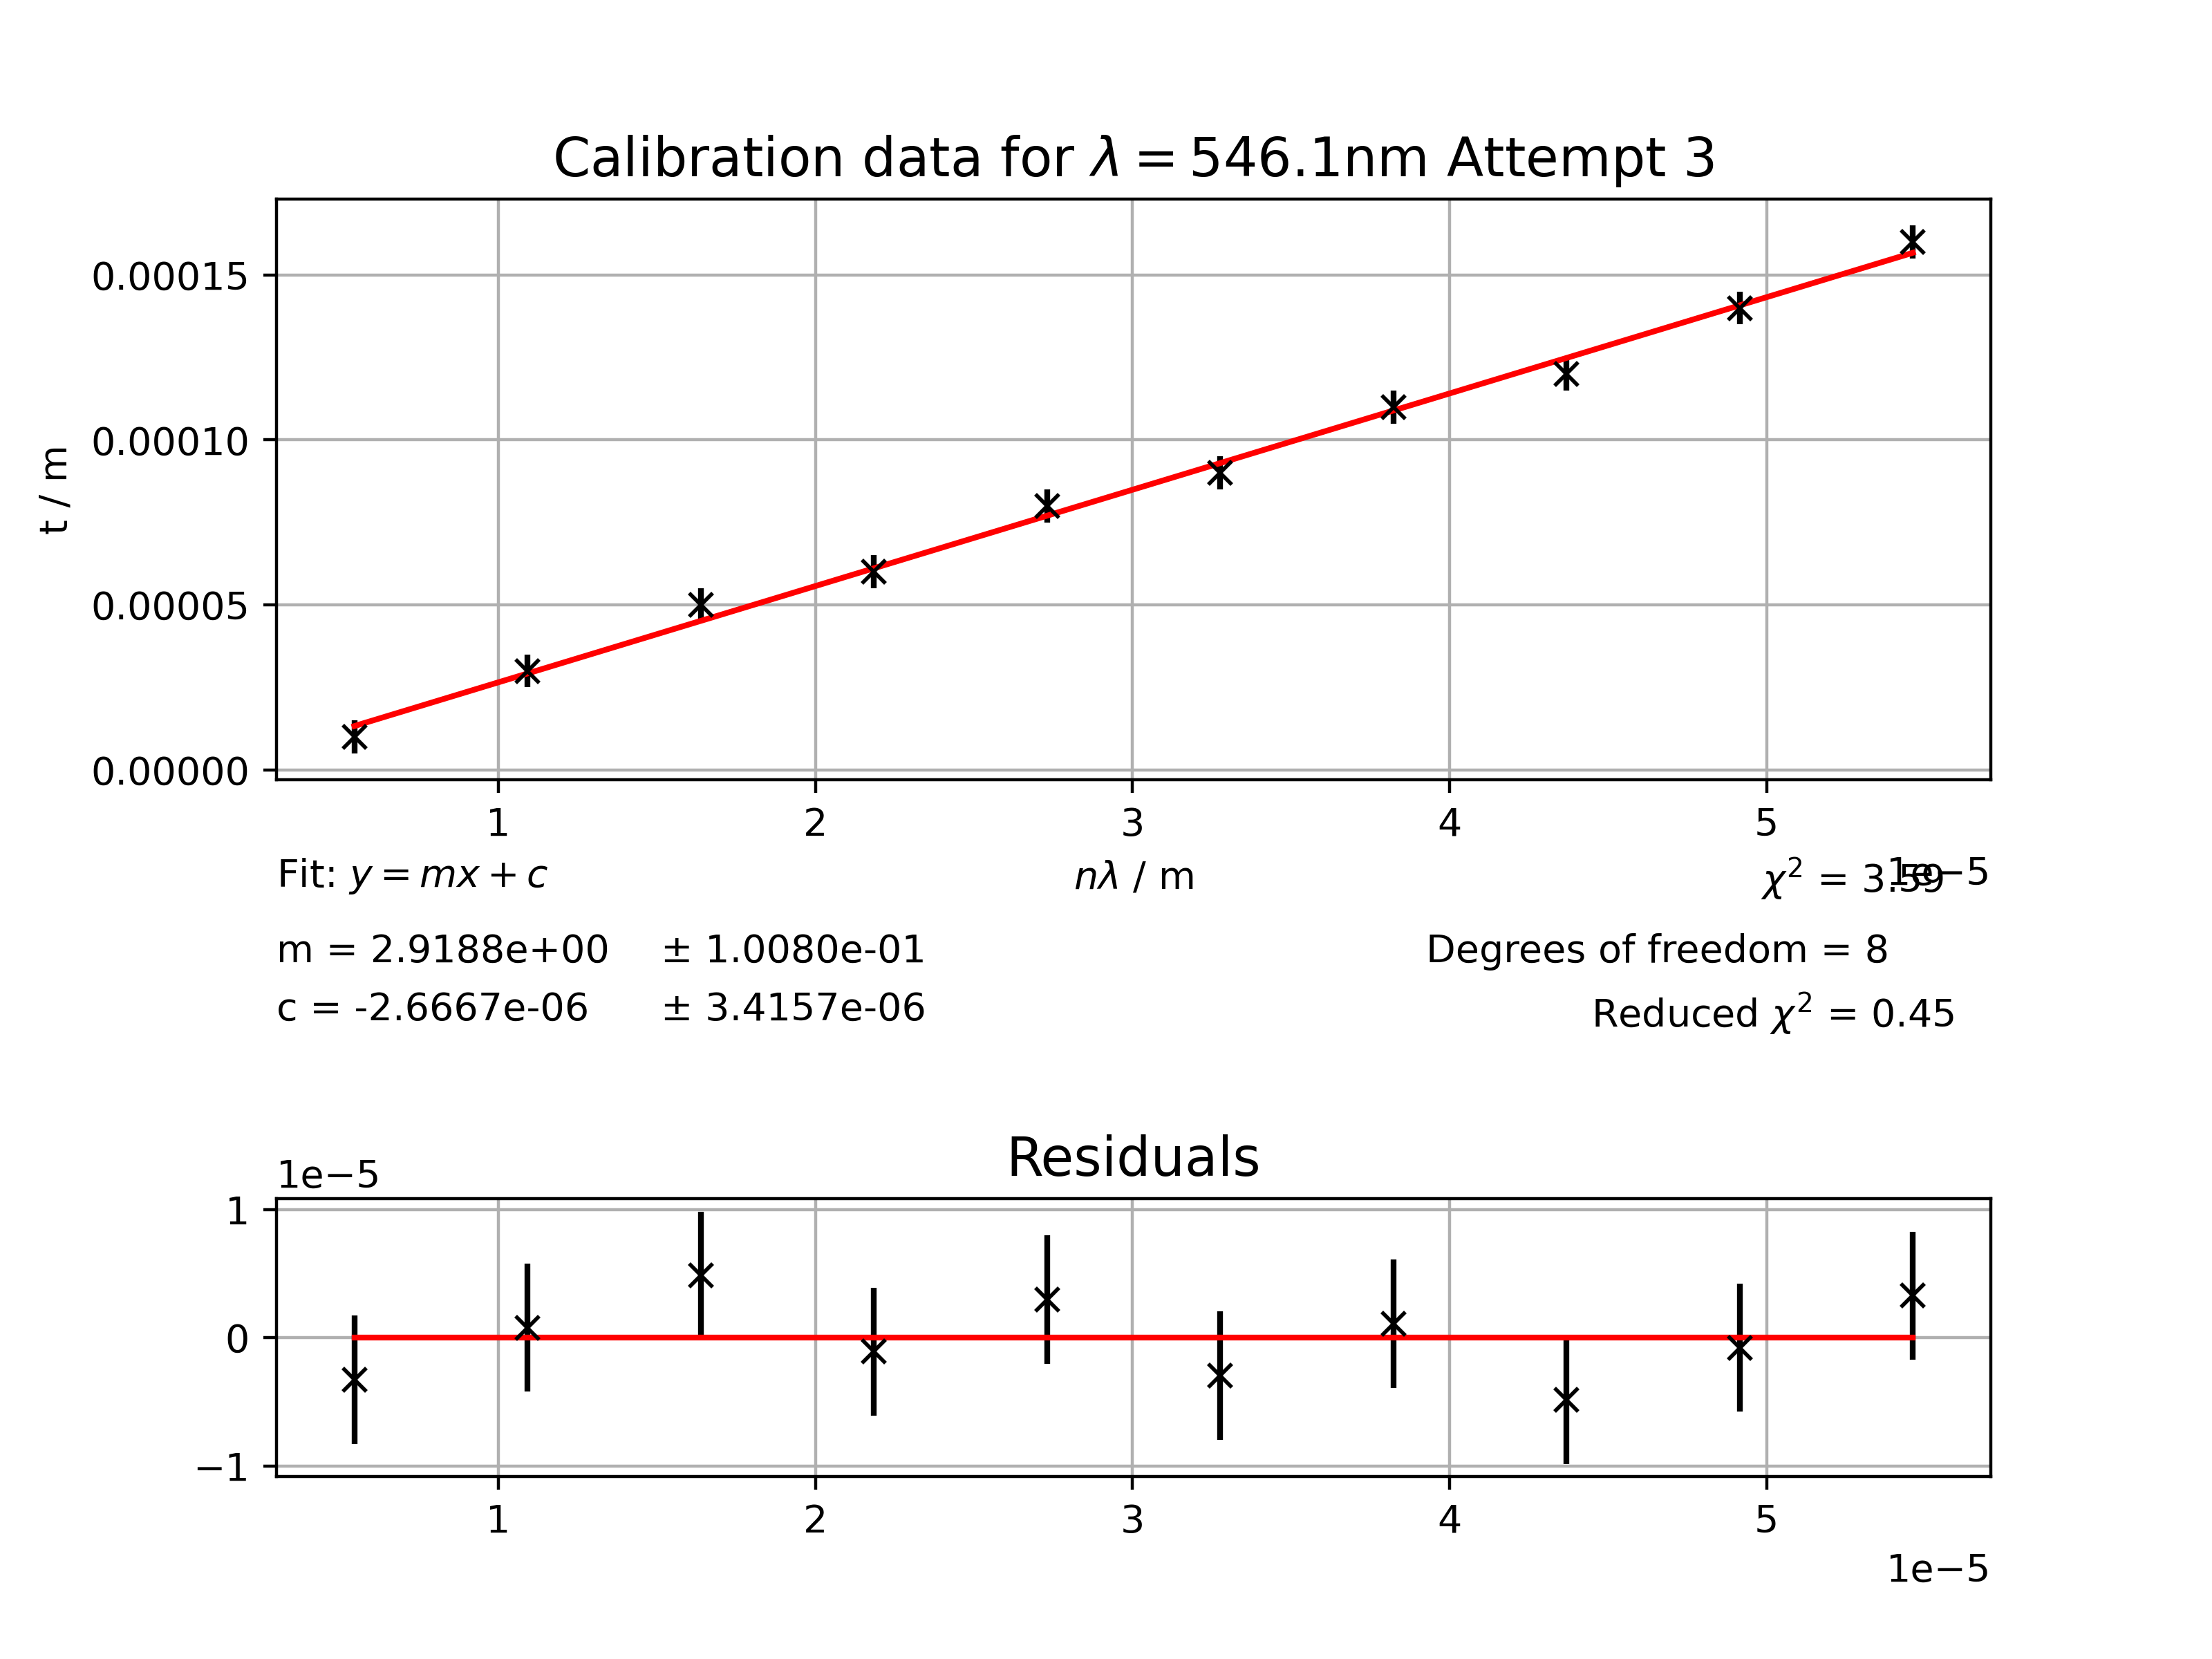 Calibration data for λ = 546.1nm Attempt 3
0.00015
0.00010
0.00005
0.00000
t / m
1 2 3 4 5
nλ / m
1e−5
Fit: y = mx + c
χ² = 3.59
m = 2.9188e+00 ± 1.0080e-01
Degrees of freedom = 8
c = -2.6667e-06 ± 3.4157e-06
Reduced χ² = 0.45
Residuals
1e−5
1
0
−1
1 2 3 4 5
1e−5